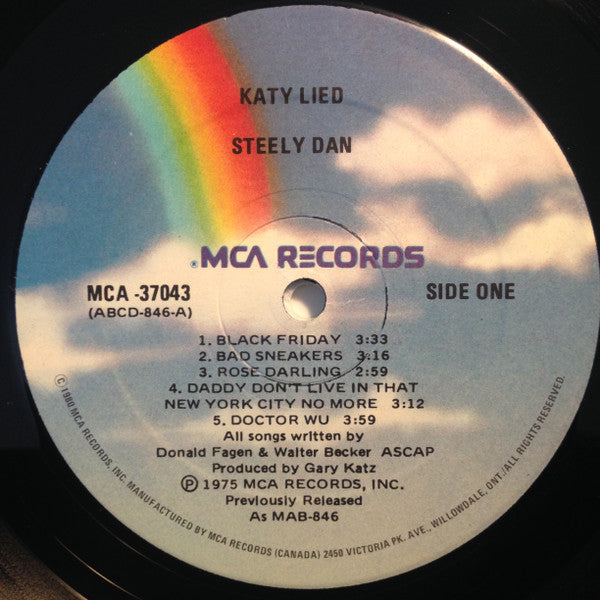 KATY LIED
STEELY DAN
®MCA RECORDS
MCA -37043
(ABCD-846-A)
SIDE ONE
1. BLACK FRIDAY 3:33
2. BAD SNEAKERS 3:16
3. ROSE DARLING 2:59
4. DADDY DON'T LIVE IN THAT
NEW YORK CITY NO MORE 3:12
5. DOCTOR WU 3:59
All songs written by
Donald Fagen & Walter Becker ASCAP
Produced by Gary Katz
Ⓟ 1975 MCA RECORDS, INC.
Previously Released
As MAB-846
© 1980 MCA RECORDS, INC. MANUFACTURED BY MCA RECORDS (CANADA) 2450 VICTORIA PK. AVE., WILLOWDALE, ONT./ALL RIGHTS RESERVED.